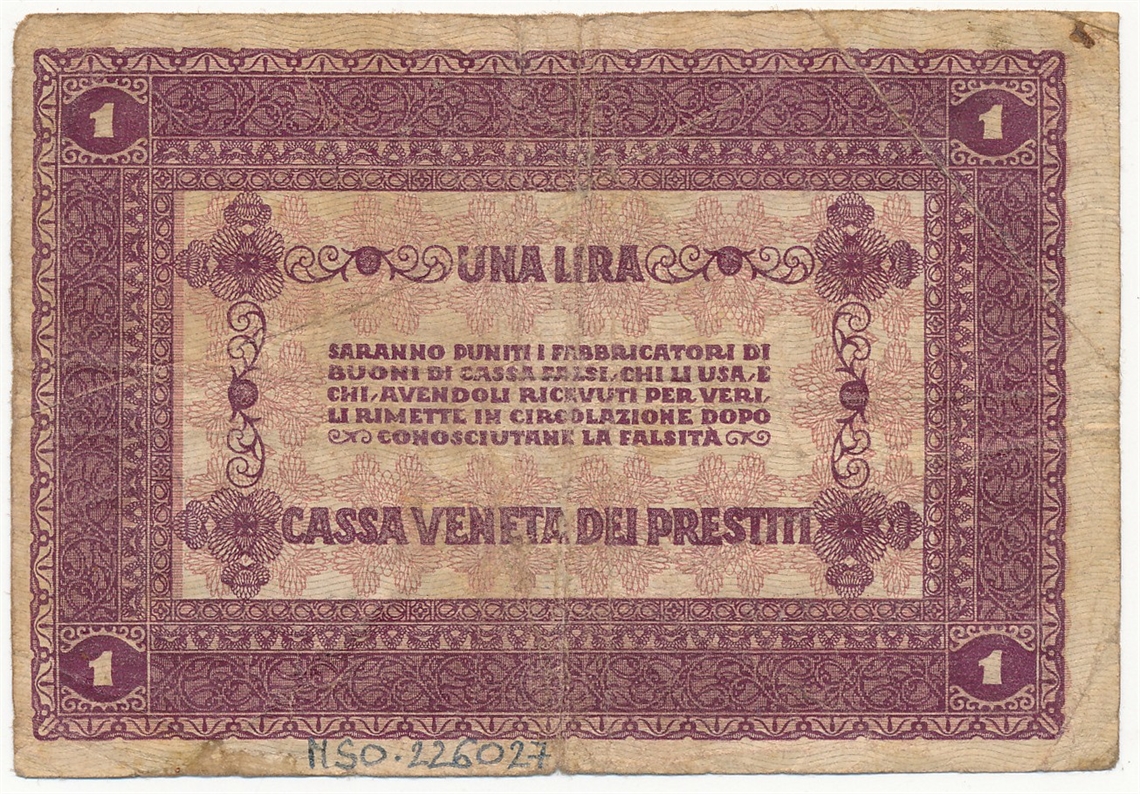 1 1
UNA LIRA
SARANNO PUNITI I FABBRICATORI DI
BUONI DI CASSA FALSI, CHI LI USA, E
CHI, AVENDOLI RICEVUTI PER VERI,
LI RIMETTE IN CIRCOLAZIONE DOPO
CONOSCIUTANE LA FALSITÀ
CASSA VENETA DEI PRESTITI
1 1
NSO.226027